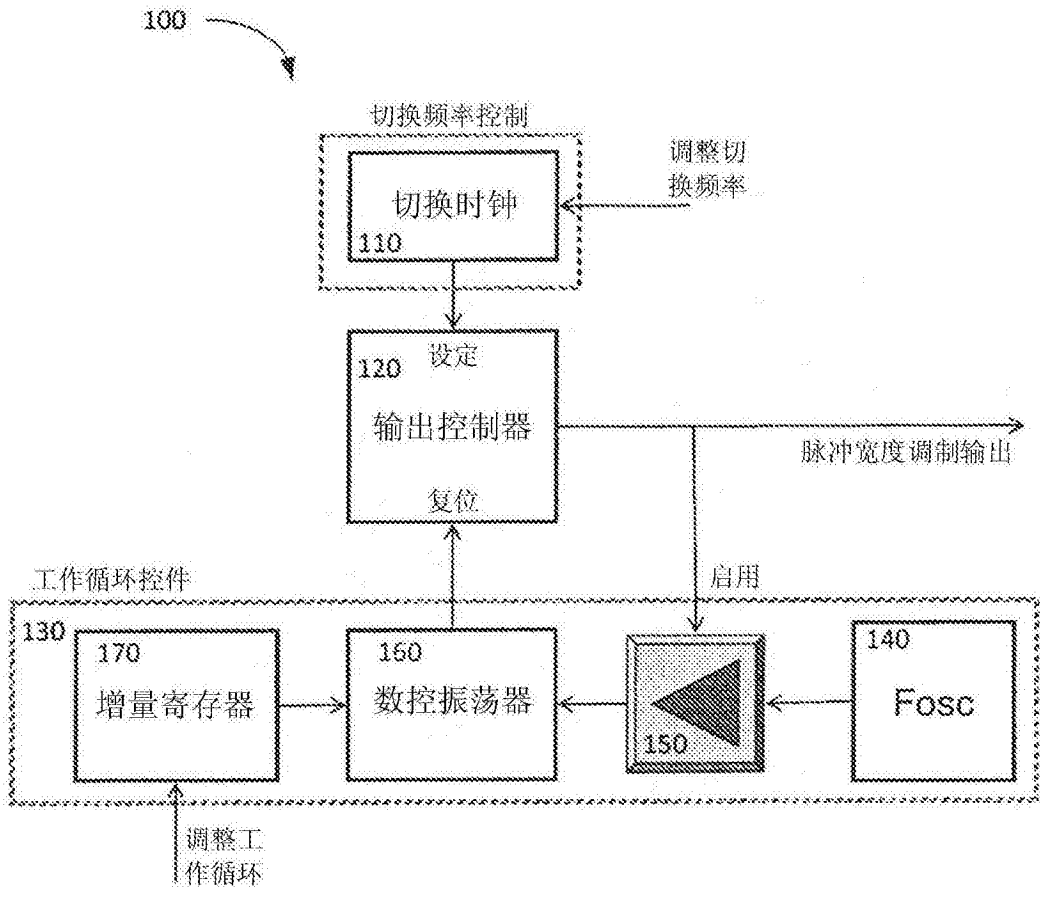 100
切换频率控制
调整切
换频率
切换时钟
110
设定
120
输出控制器
脉冲宽度调制输出
复位
工作循环控件
启用
130
170
增量寄存器
160
数控振荡器
150
140
Fosc
调整工
作循环